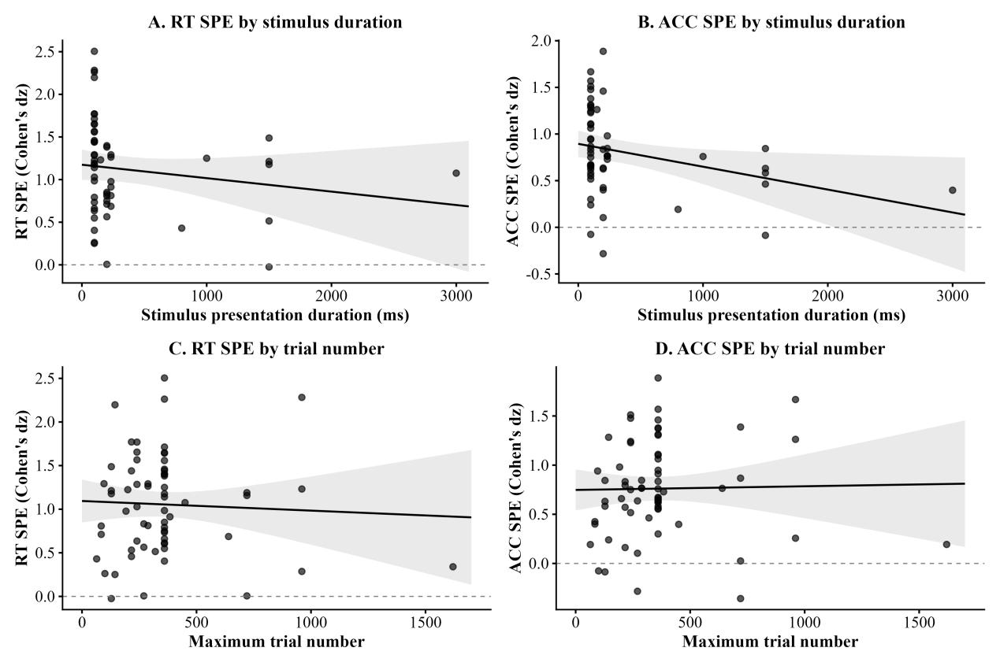 A. RT SPE by stimulus duration
RT SPE (Cohen's dz)
2.5
2.0
1.5
1.0
0.5
0.0
0 1000 2000 3000
Stimulus presentation duration (ms)
B. ACC SPE by stimulus duration
ACC SPE (Cohen's dz)
2.0
1.5
1.0
0.5
0.0
-0.5
0 1000 2000 3000
Stimulus presentation duration (ms)
C. RT SPE by trial number
RT SPE (Cohen's dz)
2.5
2.0
1.5
1.0
0.5
0.0
0 500 1000 1500
Maximum trial number
D. ACC SPE by trial number
ACC SPE (Cohen's dz)
1.5
1.0
0.5
0.0
0 500 1000 1500
Maximum trial number